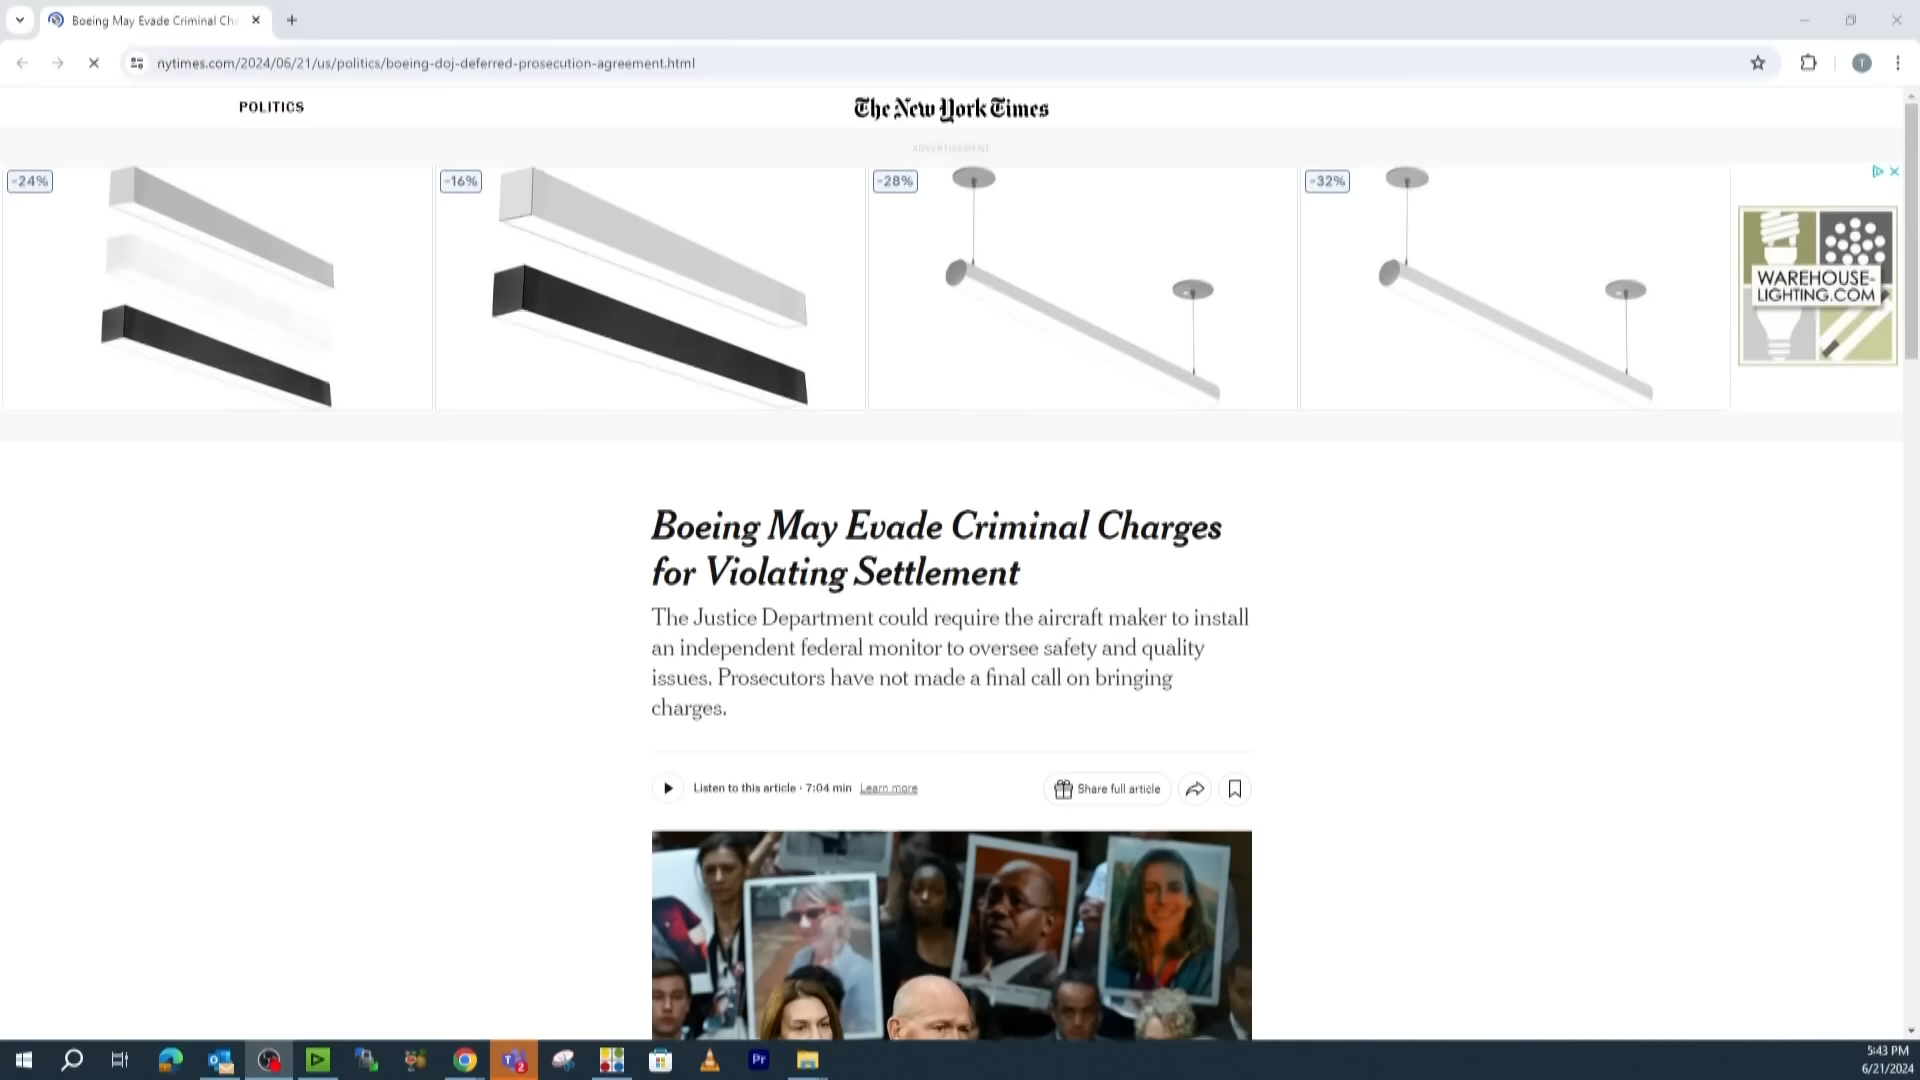 Boeing May Evade Criminal Ch
nytimes.com/2024/06/21/us/politics/boeing-doj-deferred-prosecution-agreement.html
T
POLITICS
The New York Times
ADVERTISEMENT
-24%
-16%
-28%
-32%
WAREHOUSE-
LIGHTING.COM
Boeing May Evade Criminal Charges
for Violating Settlement
The Justice Department could require the aircraft maker to install
an independent federal monitor to oversee safety and quality
issues. Prosecutors have not made a final call on bringing
charges.
Listen to this article · 7:04 min Learn more
Share full article
T
2
Pr
5:43 PM
6/21/2024